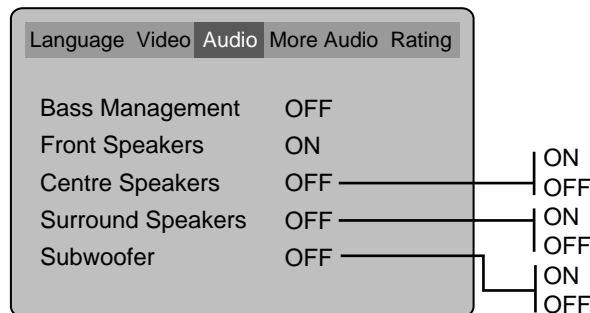 Language Video Audio More Audio Rating
Bass Management OFF
Front Speakers ON
Centre Speakers OFF
Surround Speakers OFF
Subwoofer OFF
ON
OFF
ON
OFF
ON
OFF